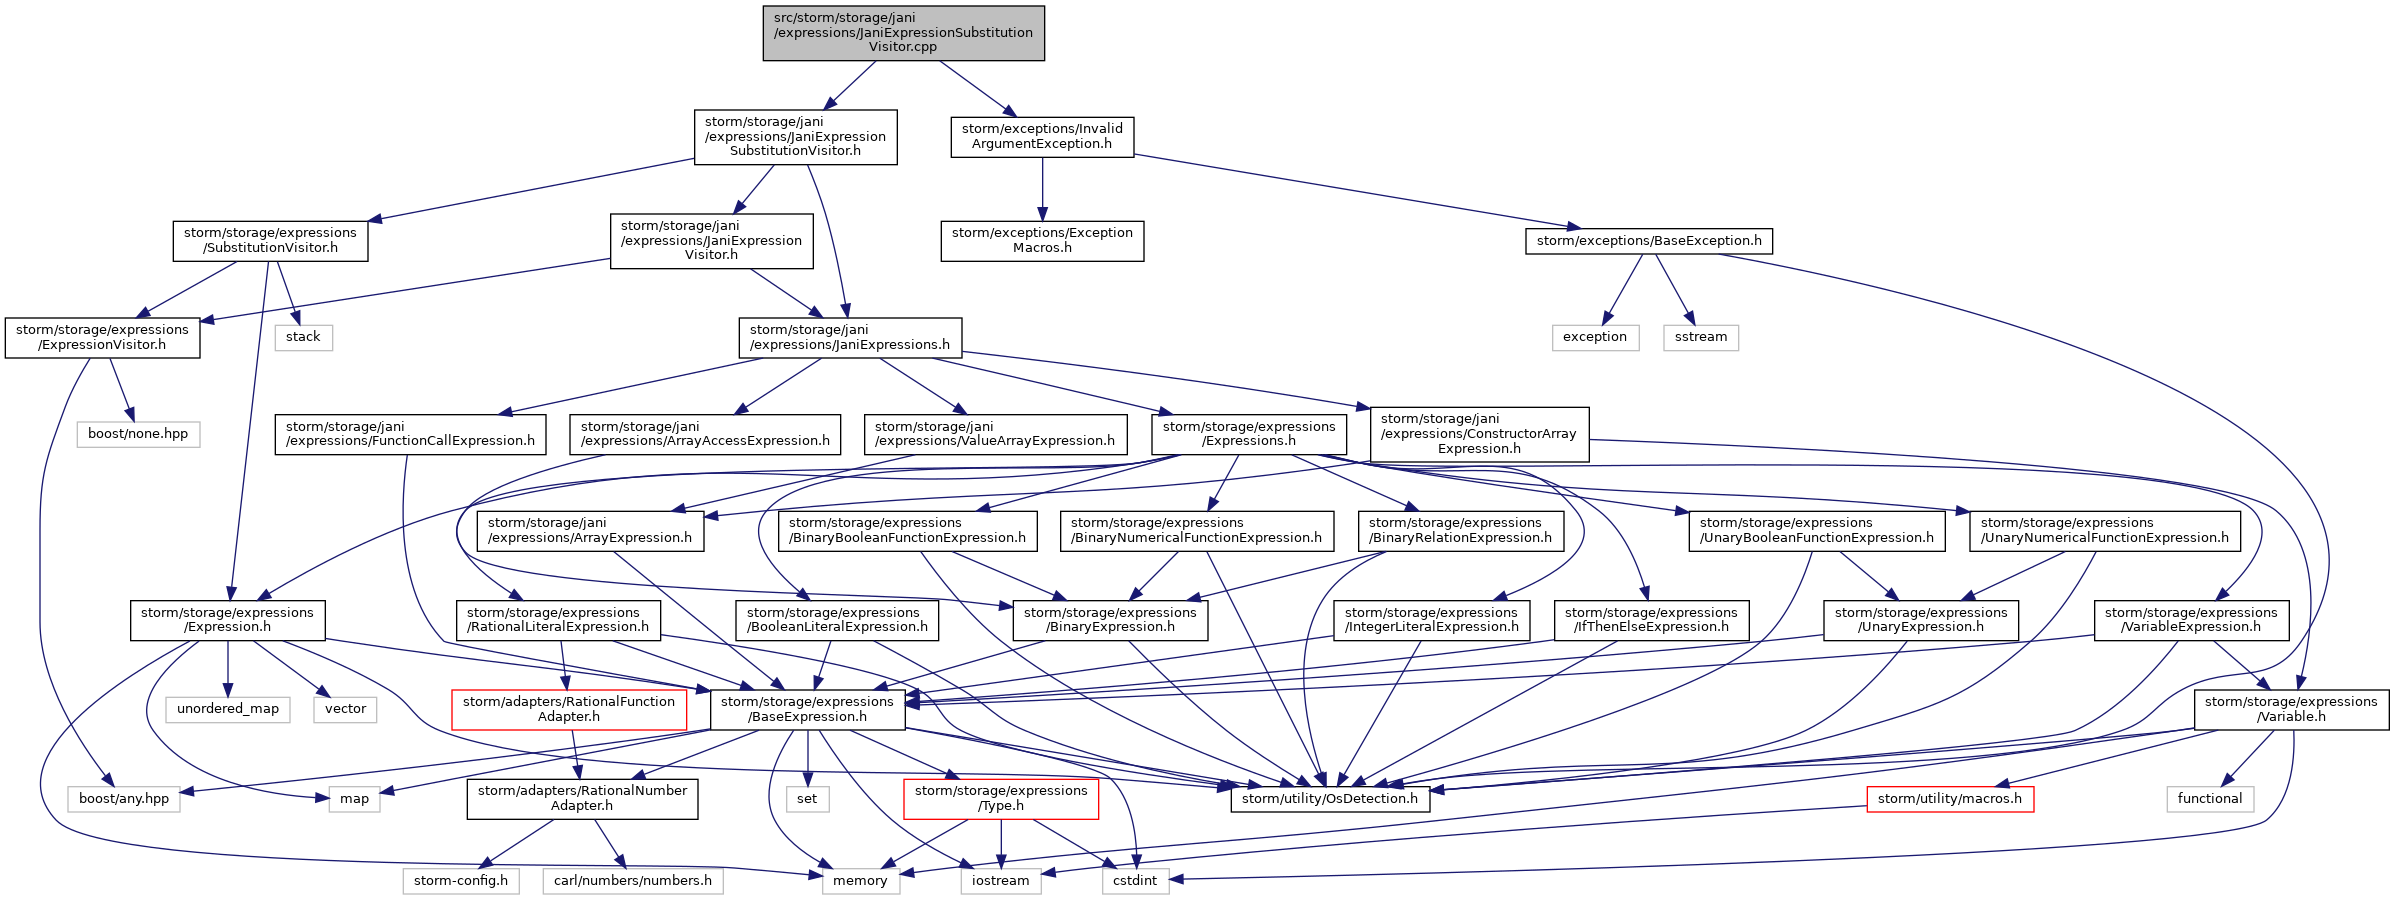 src/storm/storage/jani
/expressions/JaniExpressionSubstitution
Visitor.cpp
storm/storage/jani
/expressions/JaniExpression
SubstitutionVisitor.h
storm/exceptions/Invalid
ArgumentException.h
storm/storage/expressions
/SubstitutionVisitor.h
storm/storage/jani
/expressions/JaniExpression
Visitor.h
storm/exceptions/Exception
Macros.h
storm/exceptions/BaseException.h
storm/storage/expressions
/ExpressionVisitor.h
stack
storm/storage/jani
/expressions/JaniExpressions.h
exception
sstream
boost/none.hpp
storm/storage/jani
/expressions/FunctionCallExpression.h
storm/storage/jani
/expressions/ArrayAccessExpression.h
storm/storage/jani
/expressions/ValueArrayExpression.h
storm/storage/expressions
/Expressions.h
storm/storage/jani
/expressions/ConstructorArray
Expression.h
storm/storage/jani
/expressions/ArrayExpression.h
storm/storage/expressions
/BinaryBooleanFunctionExpression.h
storm/storage/expressions
/BinaryNumericalFunctionExpression.h
storm/storage/expressions
/BinaryRelationExpression.h
storm/storage/expressions
/UnaryBooleanFunctionExpression.h
storm/storage/expressions
/UnaryNumericalFunctionExpression.h
storm/storage/expressions
/Expression.h
storm/storage/expressions
/RationalLiteralExpression.h
storm/storage/expressions
/BooleanLiteralExpression.h
storm/storage/expressions
/BinaryExpression.h
storm/storage/expressions
/IntegerLiteralExpression.h
storm/storage/expressions
/IfThenElseExpression.h
storm/storage/expressions
/UnaryExpression.h
storm/storage/expressions
/VariableExpression.h
unordered_map
vector
storm/adapters/RationalFunction
Adapter.h
storm/storage/expressions
/BaseExpression.h
storm/storage/expressions
/Variable.h
boost/any.hpp
map
storm/adapters/RationalNumber
Adapter.h
set
storm/storage/expressions
/Type.h
storm/utility/OsDetection.h
storm/utility/macros.h
functional
storm-config.h
carl/numbers/numbers.h
memory
iostream
cstdint